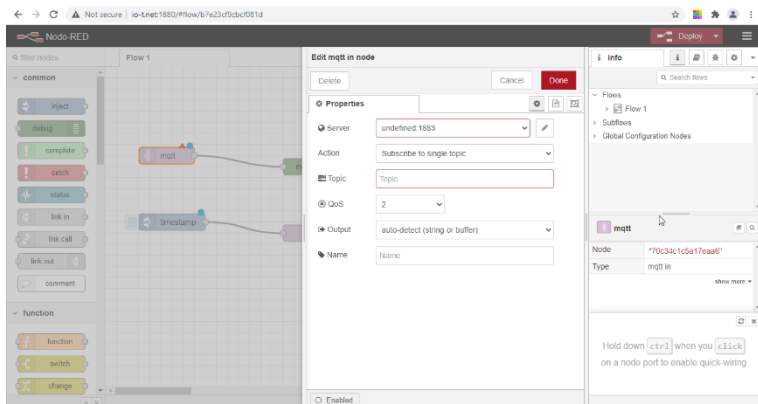 Not secure | io-t.net:1880/#flow/b7e23cf9cbcf081d
Node-RED
Deploy
filter nodes
common
inject
debug
complete
catch
status
link in
link call
link out
comment
function
function
switch
change
Flow 1
mqtt
timestamp
Edit mqtt in node
Delete
Cancel
Done
Properties
Server
undefined:1883
Action
Subscribe to single topic
Topic
Topic
QoS
2
Output
auto-detect (string or buffer)
Name
Name
Enabled
info
Search flows
Flows
Flow 1
Subflows
Global Configuration Nodes
mqtt
Node "70c34c1c5a17eaa6"
Type mqtt in
show more
Hold down ctrl when you click
on a node port to enable quick-wiring